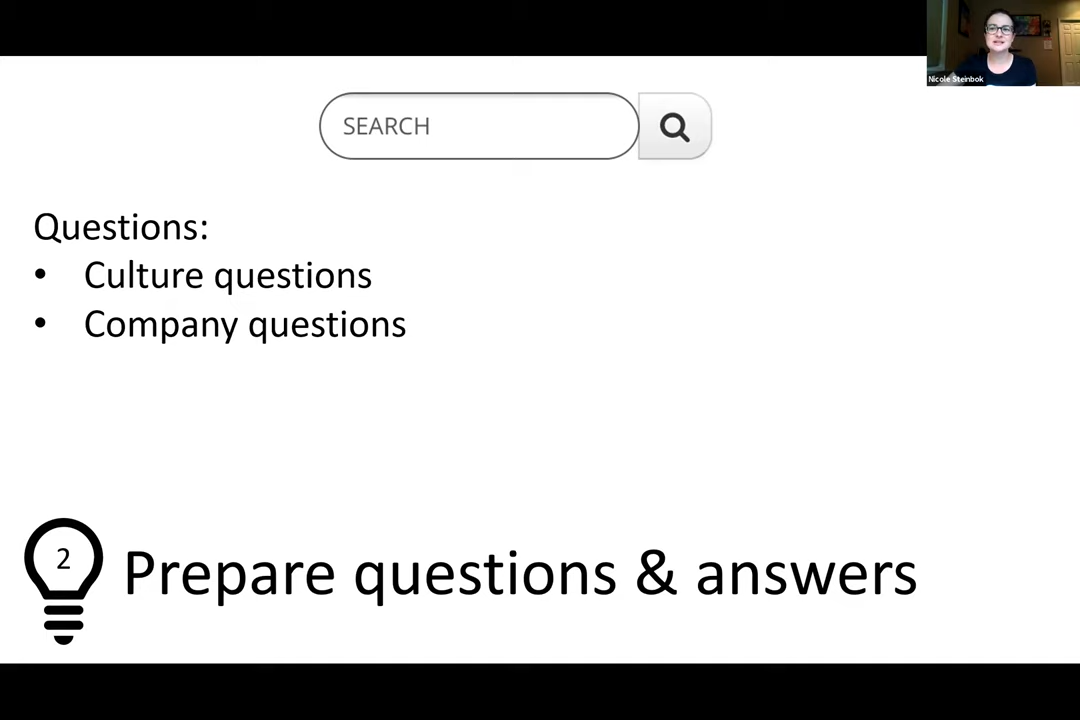 Nicole Steinbok
SEARCH
Questions:
• Culture questions
• Company questions
2
Prepare questions & answers